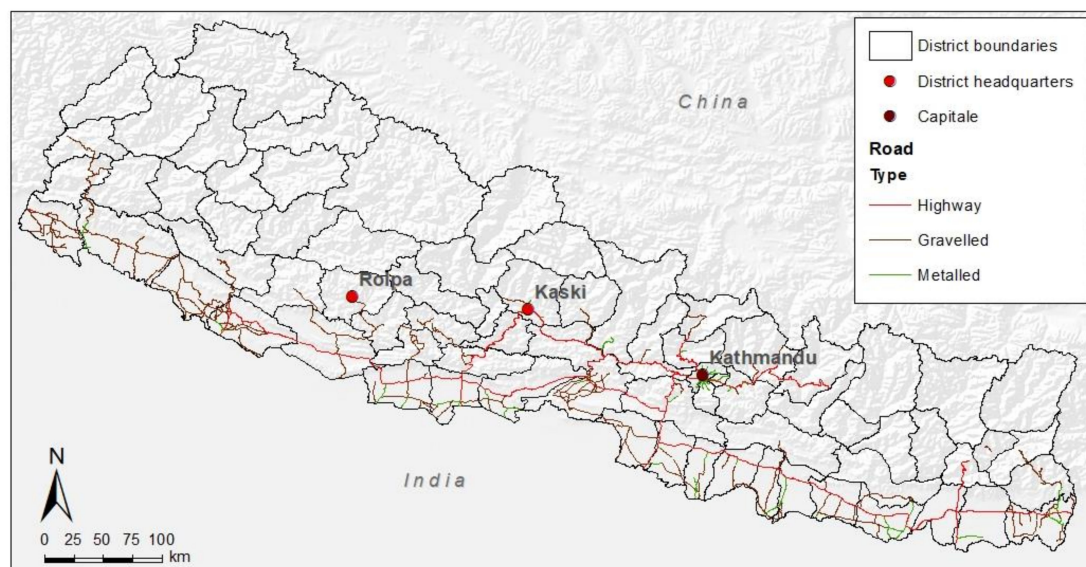 China
Rolpa
Kaski
Kathmandu
India
N
0 25 50 75 100
km
District boundaries
District headquarters
Capitale
Road
Type
Highway
Gravelled
Metalled